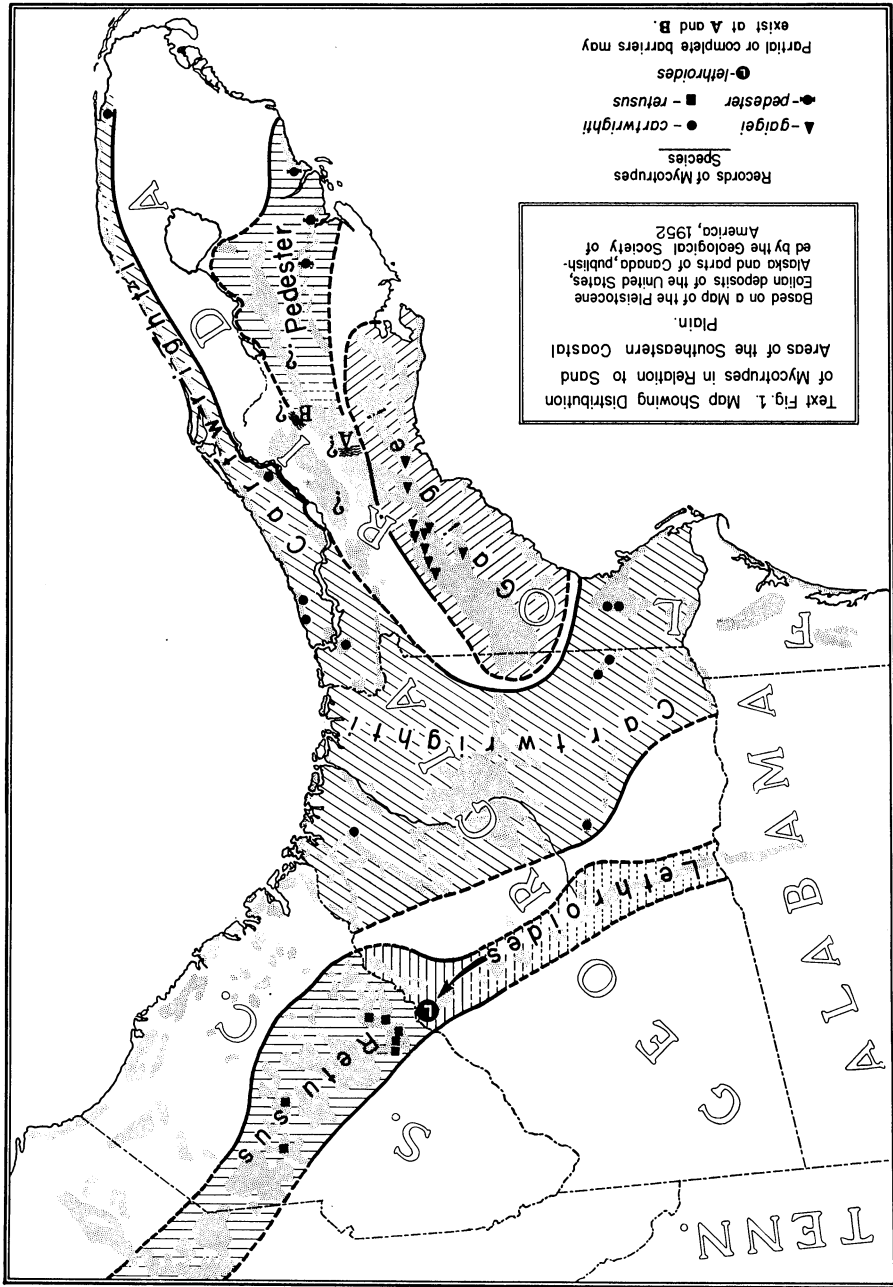 TENN.
ALABAMA
GEORGIA
S. C.
FLORIDA
Retusus
L
Lethroides
Cartwrighti
Gaigei
Cartwrighti
?
A?
B?
? Pedester
Text Fig. 1. Map Showing Distribution
of Mycotrupes in Relation to Sand
Areas of the Southeastern Coastal
Plain.
Based on a Map of the Pleistocene
Eolian deposits of the United States,
Alaska and parts of Canada, publish-
ed by the Geological Society of
America, 1952
Records of Mycotrupes
Species
▲-gaigei ●-cartwrighti
-pedester ■-retusus
L-lethroides
Partial or complete barriers may
exist at A and B.